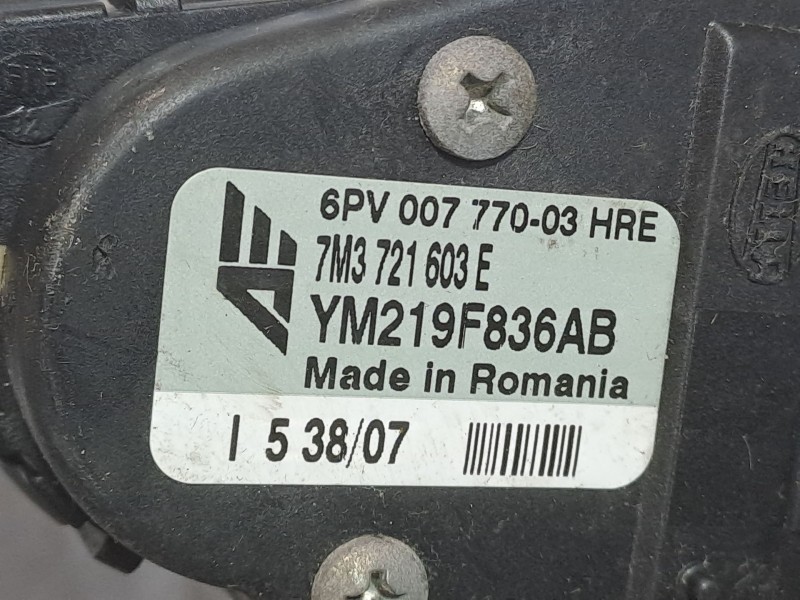 6PV 007 770-03 HRE
7M3 721 603 E
YM219F836AB
Made in Romania
I 5 38/07